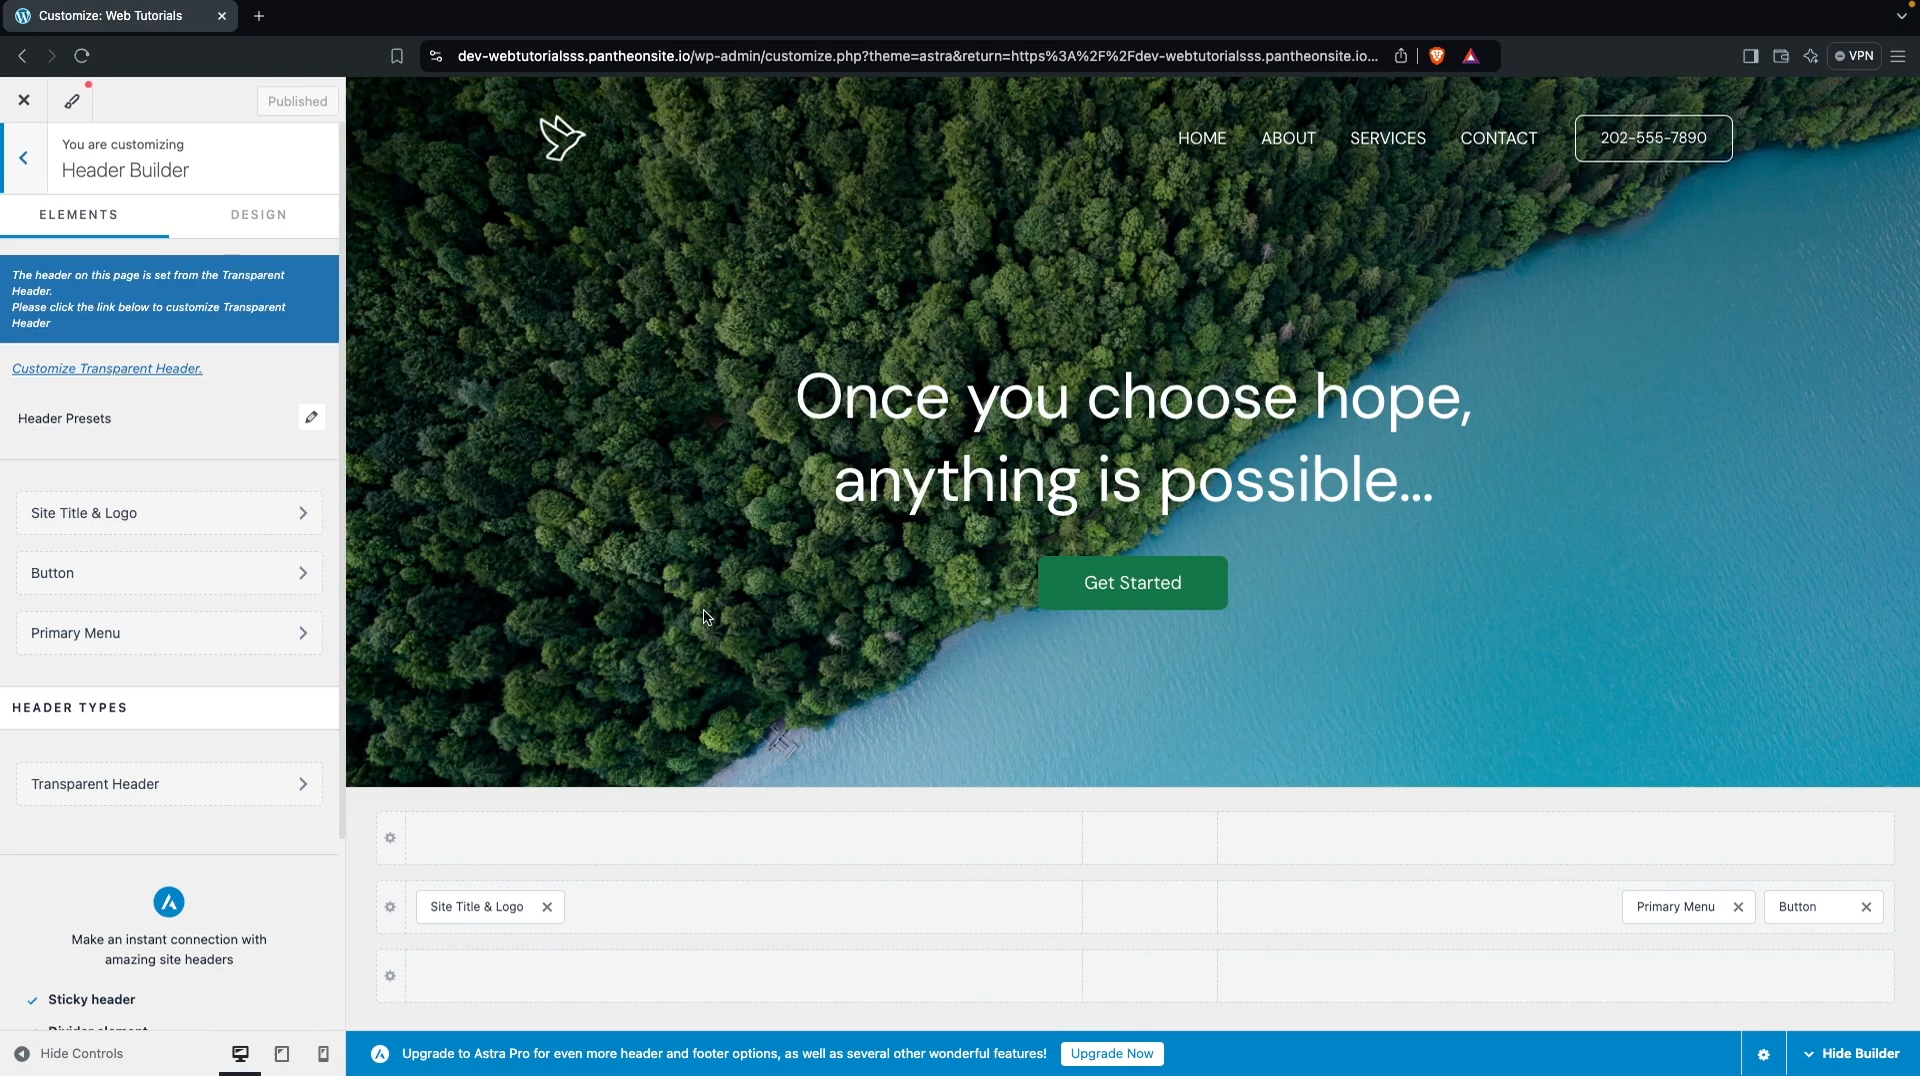 Customize: Web Tutorials
dev-webtutorialsss.pantheonsite.io/wp-admin/customize.php?theme=astra&return=https%3A%2F%2Fdev-webtutorialsss.pantheonsite.io...
VPN
Published
You are customizing
Header Builder
ELEMENTS
DESIGN
The header on this page is set from the Transparent
Header.
Please click the link below to customize Transparent
Header
Customize Transparent Header.
Header Presets
Site Title & Logo
Button
Primary Menu
HEADER TYPES
Transparent Header
Make an instant connection with
amazing site headers
Sticky header
Divider element
Hide Controls
HOME
ABOUT
SERVICES
CONTACT
202-555-7890
Once you choose hope,
anything is possible...
Get Started
Site Title & Logo
Primary Menu
Button
Upgrade to Astra Pro for even more header and footer options, as well as several other wonderful features!
Upgrade Now
Hide Builder